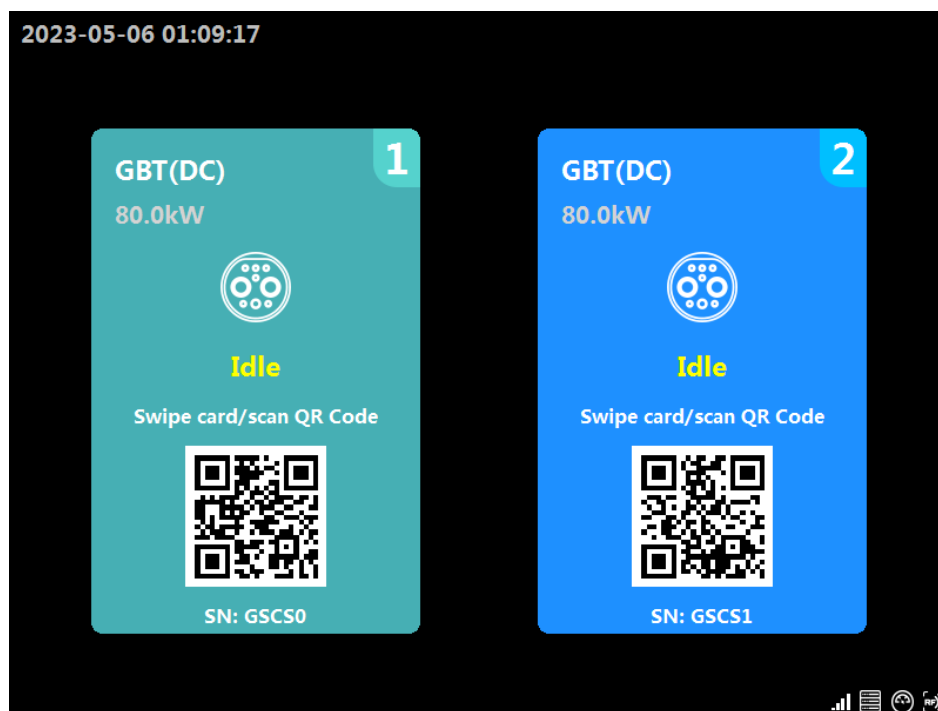 2023-05-06 01:09:17
GBT(DC)
1
80.0kW
Idle
Swipe card/scan QR Code
SN: GSCS0
GBT(DC)
2
80.0kW
Idle
Swipe card/scan QR Code
SN: GSCS1
RF